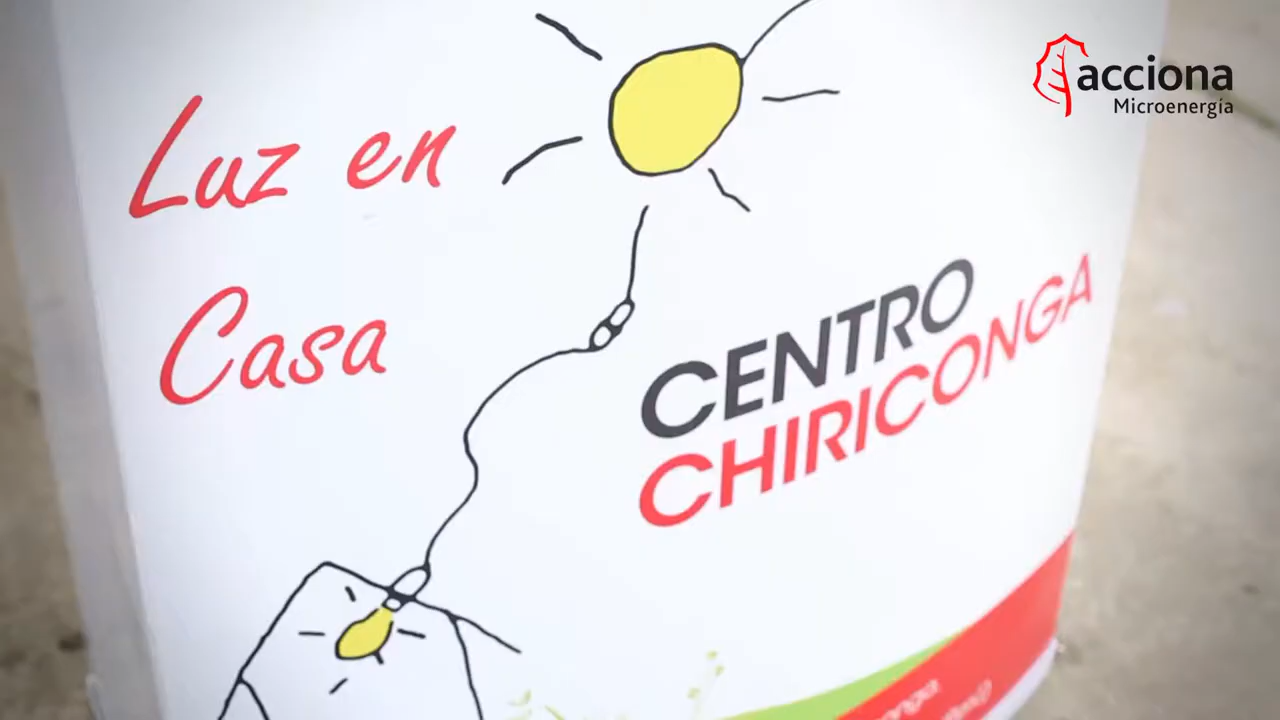 acciona
Microenergía
Luz en
Casa
CENTRO
CHIRICONGA